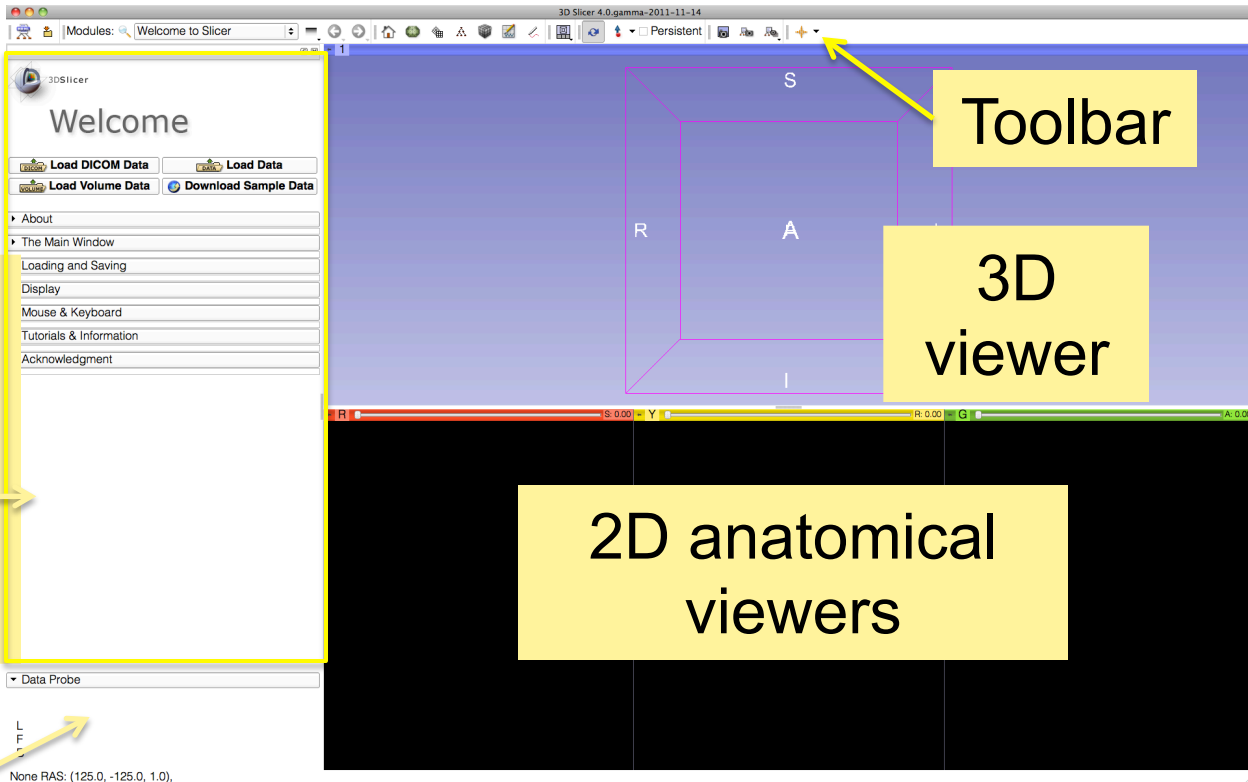 3D Slicer 4.0.gamma-2011-11-14
Modules: Welcome to Slicer Persistent
1
3DSlicer
Welcome
Load DICOM Data Load Data
Load Volume Data Download Sample Data
About
The Main Window
Loading and Saving
Display
Mouse & Keyboard
Tutorials & Information
Acknowledgment
S
R A
I
Toolbar
3D
viewer
R S: 0.00 Y R: 0.00 G A: 0.00
2D anatomical
viewers
Data Probe
L
F
None RAS: (125.0, -125.0, 1.0),